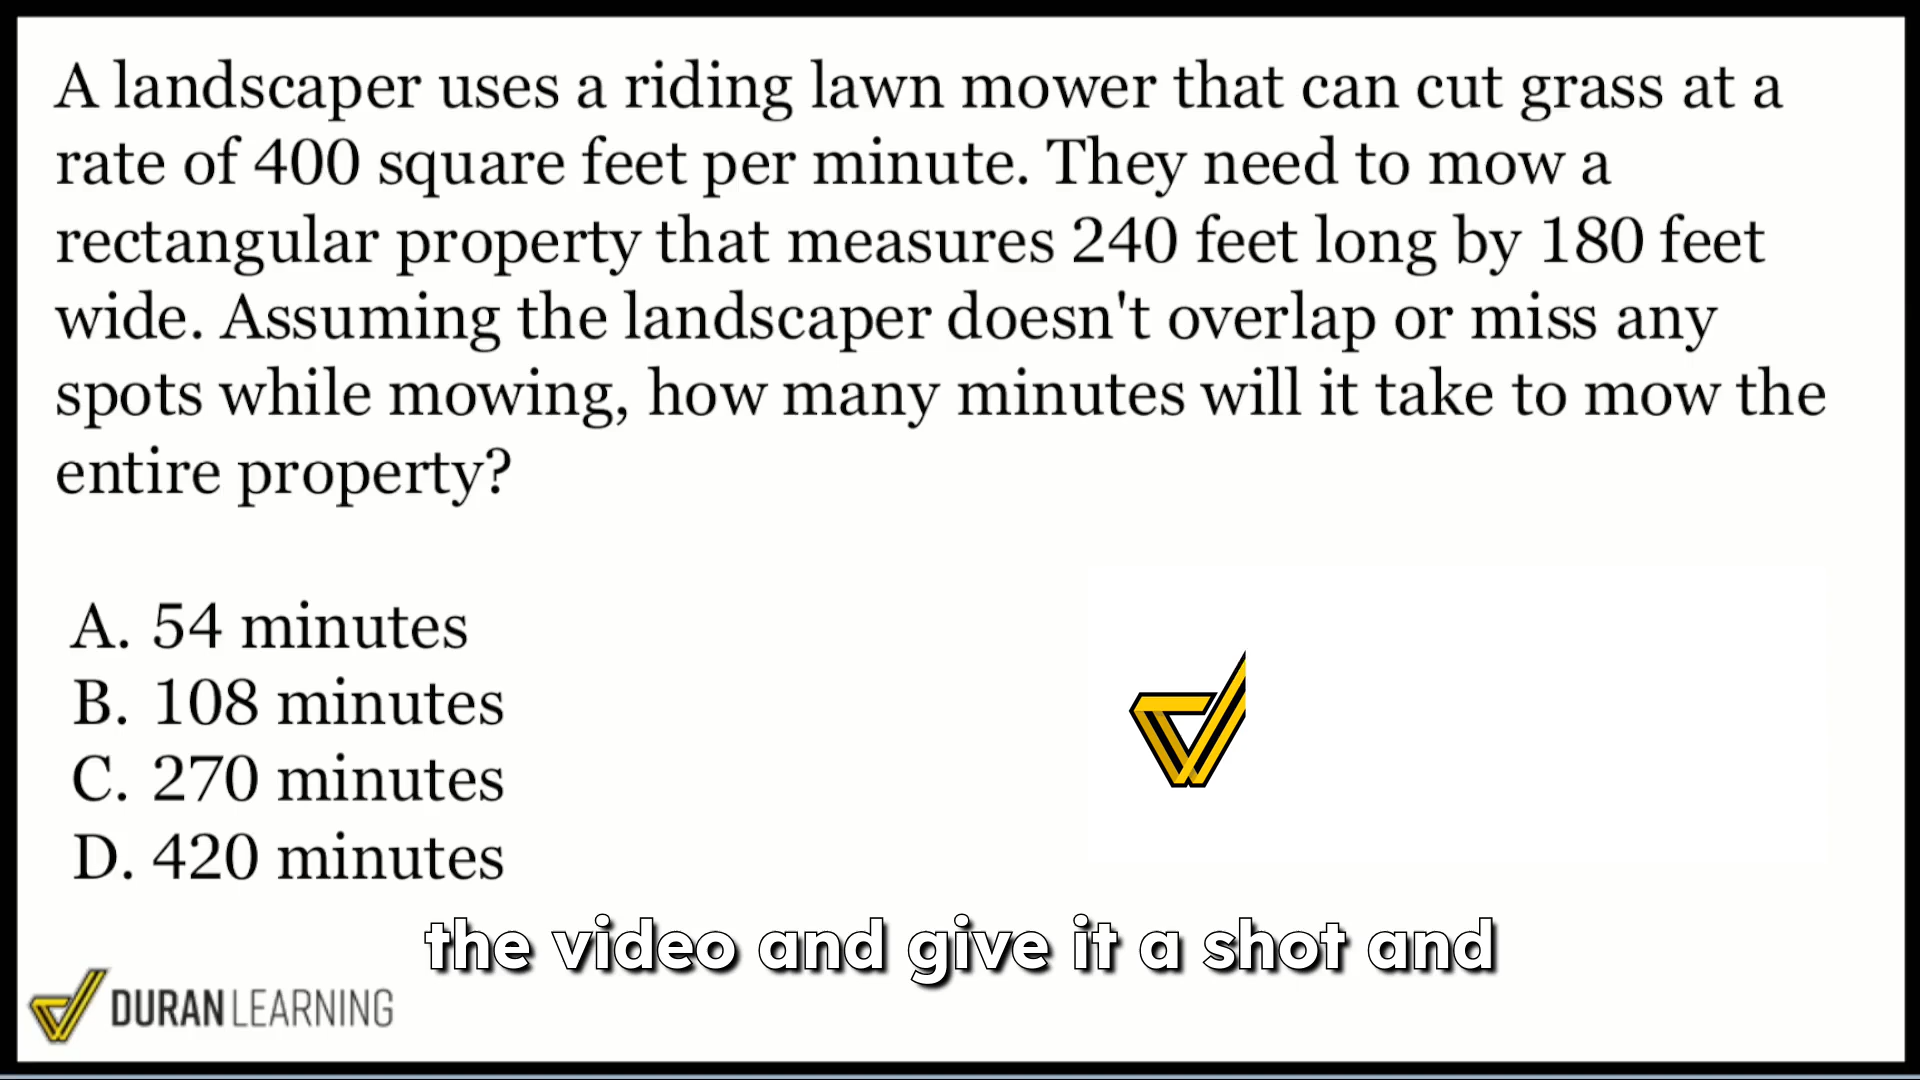 A landscaper uses a riding lawn mower that can cut grass at a
rate of 400 square feet per minute. They need to mow a
rectangular property that measures 240 feet long by 180 feet
wide. Assuming the landscaper doesn't overlap or miss any
spots while mowing, how many minutes will it take to mow the
entire property?
A. 54 minutes
B. 108 minutes
C. 270 minutes
D. 420 minutes
the video and give it a shot and
DURAN LEARNING